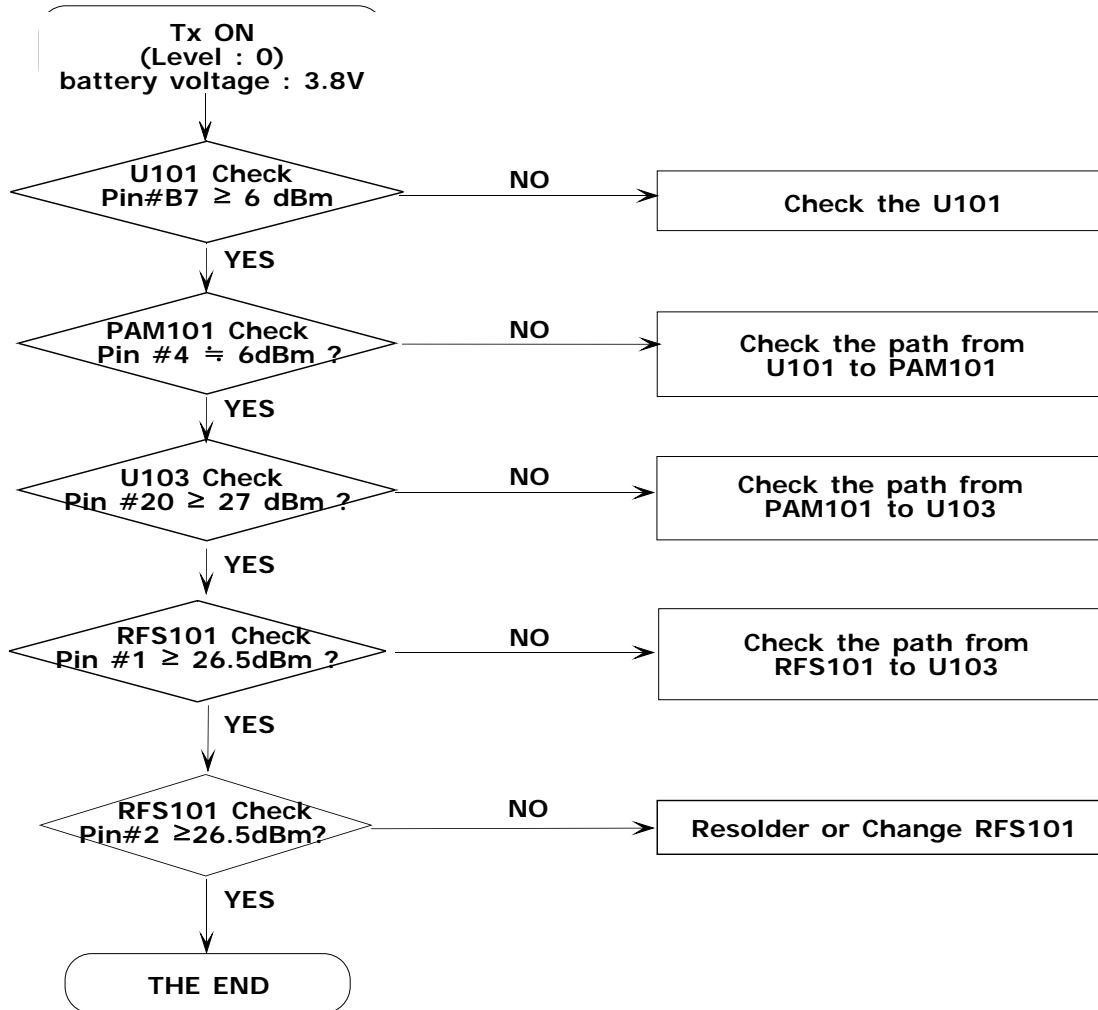 Tx ON
(Level : 0)
battery voltage : 3.8V
U101 Check
Pin#B7 ≥ 6 dBm
NO
Check the U101
YES
PAM101 Check
Pin #4 ≒ 6dBm ?
NO
Check the path from
U101 to PAM101
YES
U103 Check
Pin #20 ≥ 27 dBm ?
NO
Check the path from
PAM101 to U103
YES
RFS101 Check
Pin #1 ≥ 26.5dBm ?
NO
Check the path from
RFS101 to U103
YES
RFS101 Check
Pin#2 ≥26.5dBm?
NO
Resolder or Change RFS101
YES
THE END